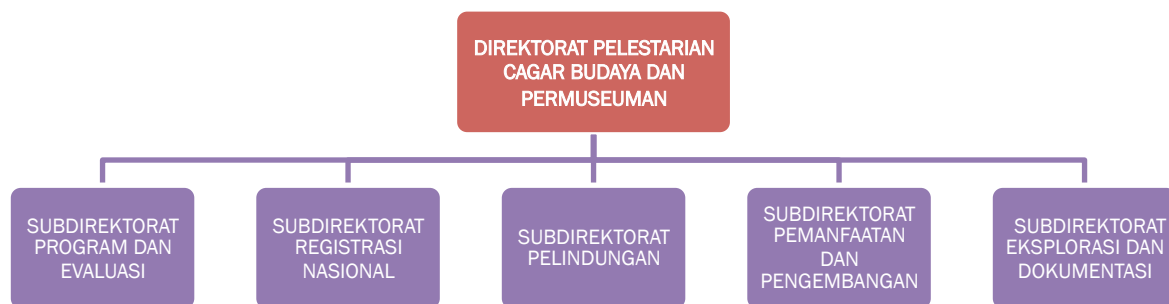 DIREKTORAT PELESTARIAN
CAGAR BUDAYA DAN
PERMUSEUMAN
SUBDIREKTORAT
PROGRAM DAN
EVALUASI
SUBDIREKTORAT
REGISTRASI
NASIONAL
SUBDIREKTORAT
PELINDUNGAN
SUBDIREKTORAT
PEMANFAATAN
DAN
PENGEMBANGAN
SUBDIREKTORAT
EKSPLORASI DAN
DOKUMENTASI